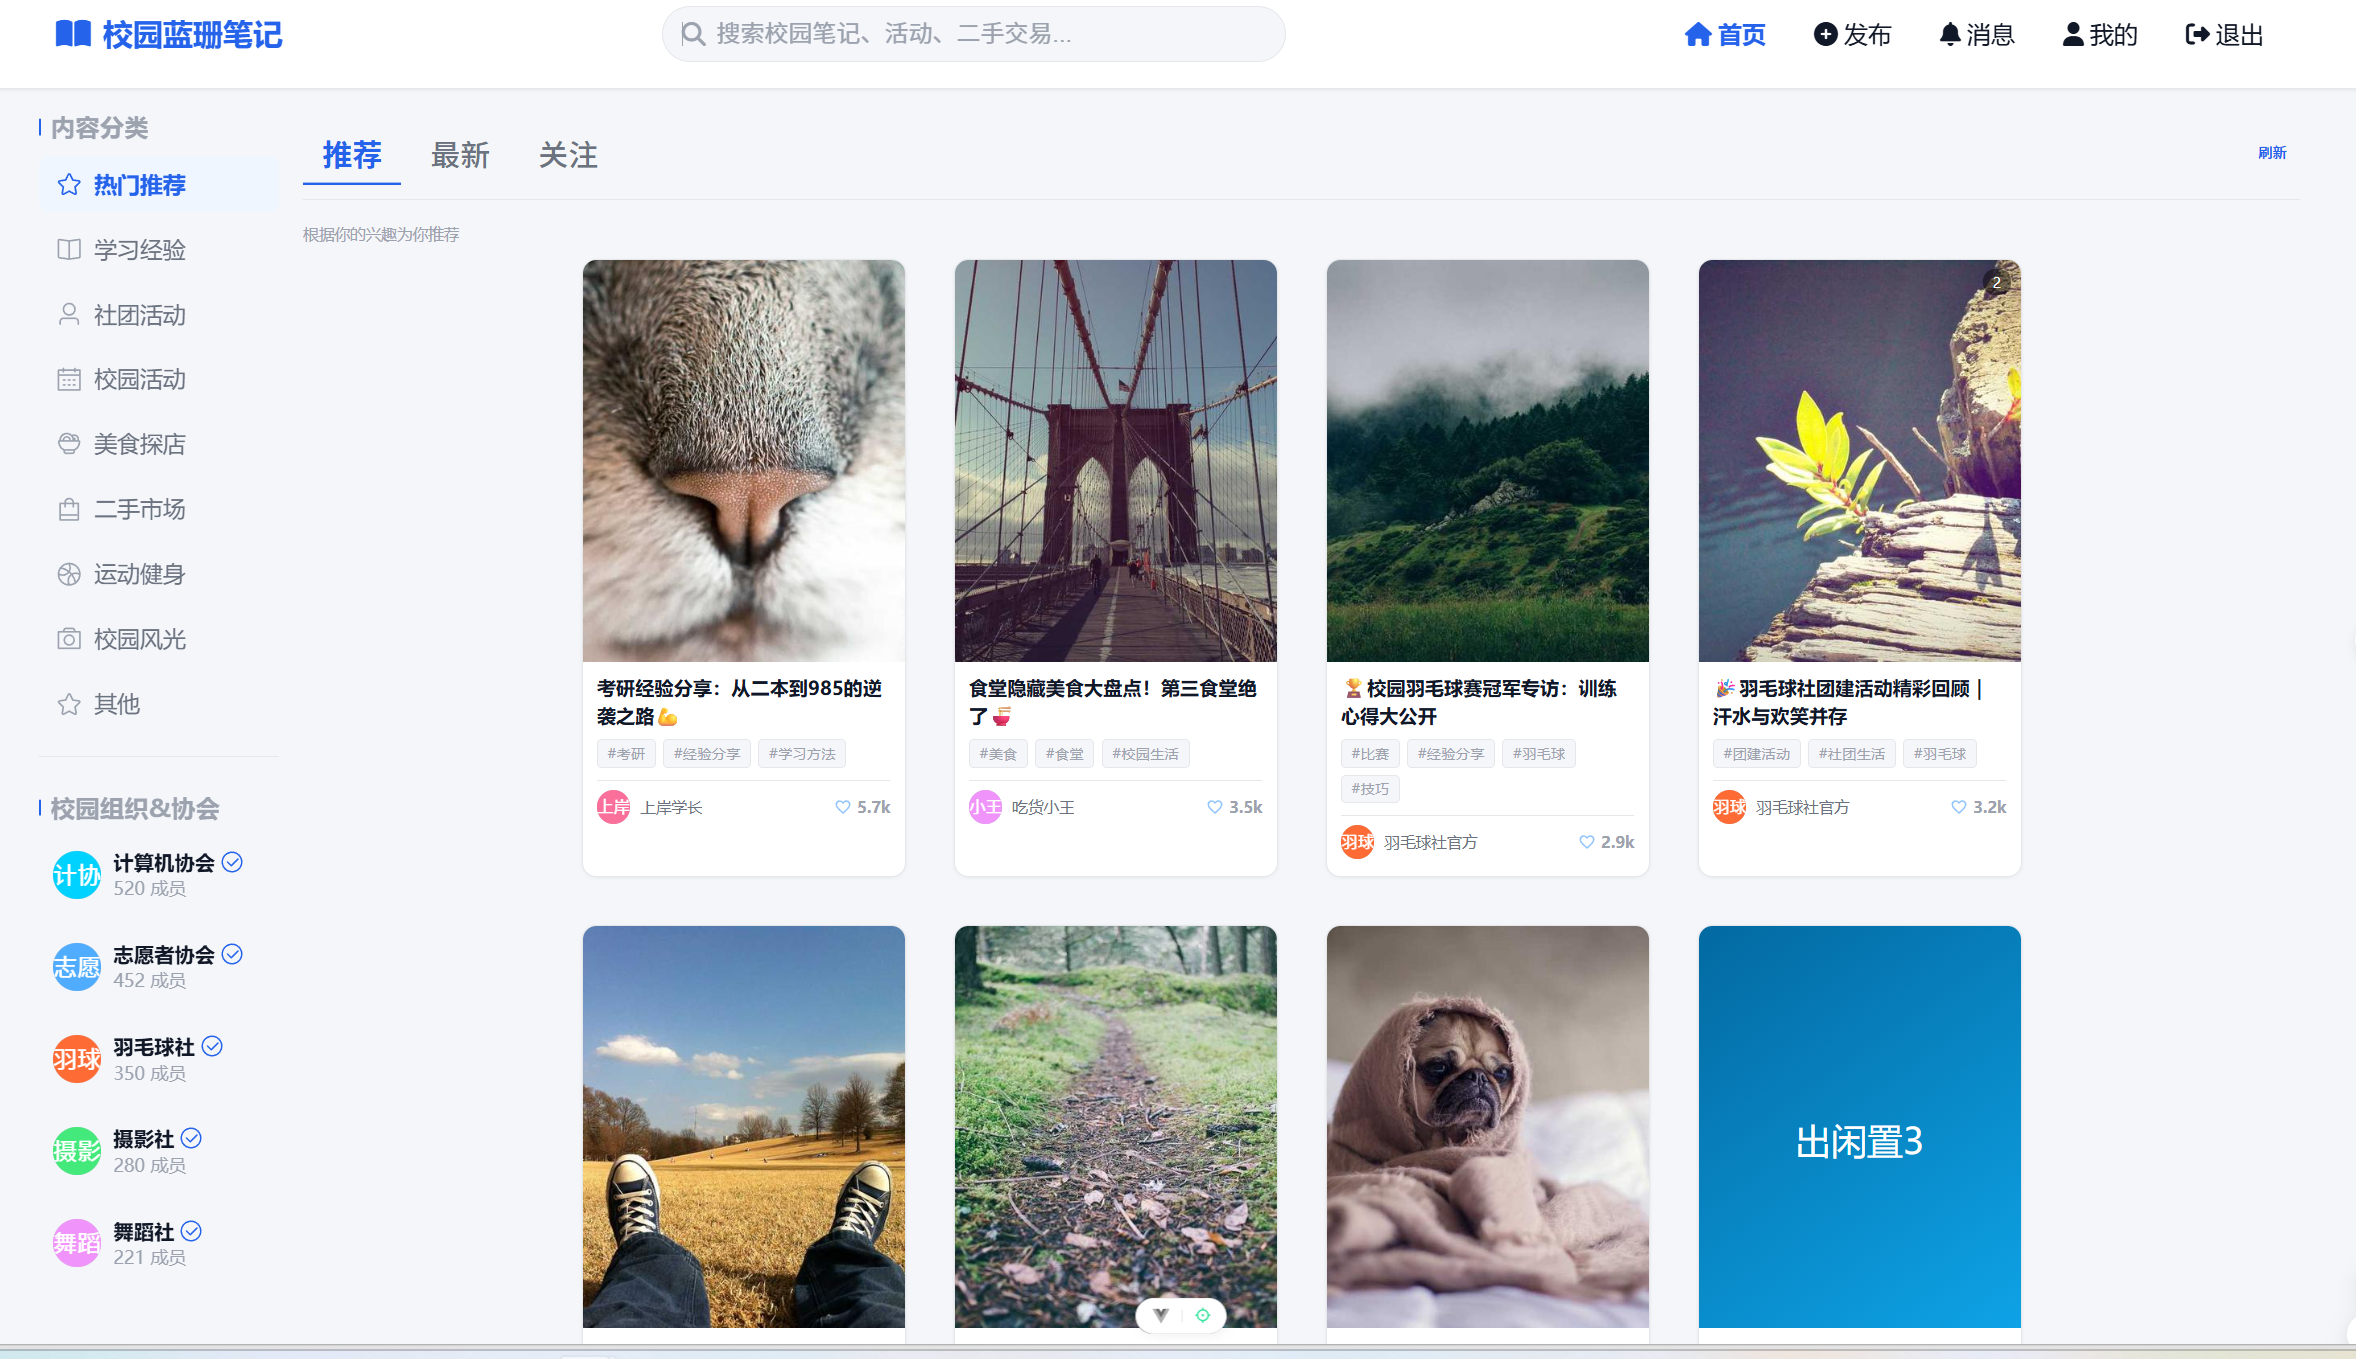 校园蓝珊笔记
搜索校园笔记、活动、二手交易...
首页
发布
消息
我的
退出
内容分类
热门推荐
学习经验
社团活动
校园活动
美食探店
二手市场
运动健身
校园风光
其他
校园组织&协会
计协
计算机协会
520 成员
志愿
志愿者协会
452 成员
羽球
羽毛球社
350 成员
摄影
摄影社
280 成员
舞蹈
舞蹈社
221 成员
推荐
最新
关注
刷新
根据你的兴趣为你推荐
考研经验分享：从二本到985的逆
袭之路💪
#考研 #经验分享 #学习方法
上岸 上岸学长 5.7k
食堂隐藏美食大盘点！第三食堂绝
了🍜
#美食 #食堂 #校园生活
小王 吃货小王 3.5k
🏆校园羽毛球赛冠军专访：训练
心得大公开
#比赛 #经验分享 #羽毛球
#技巧
羽球 羽毛球社官方 2.9k
2
🎉羽毛球社团建活动精彩回顾 |
汗水与欢笑并存
#团建活动 #社团生活 #羽毛球
羽球 羽毛球社官方 3.2k
出闲置3